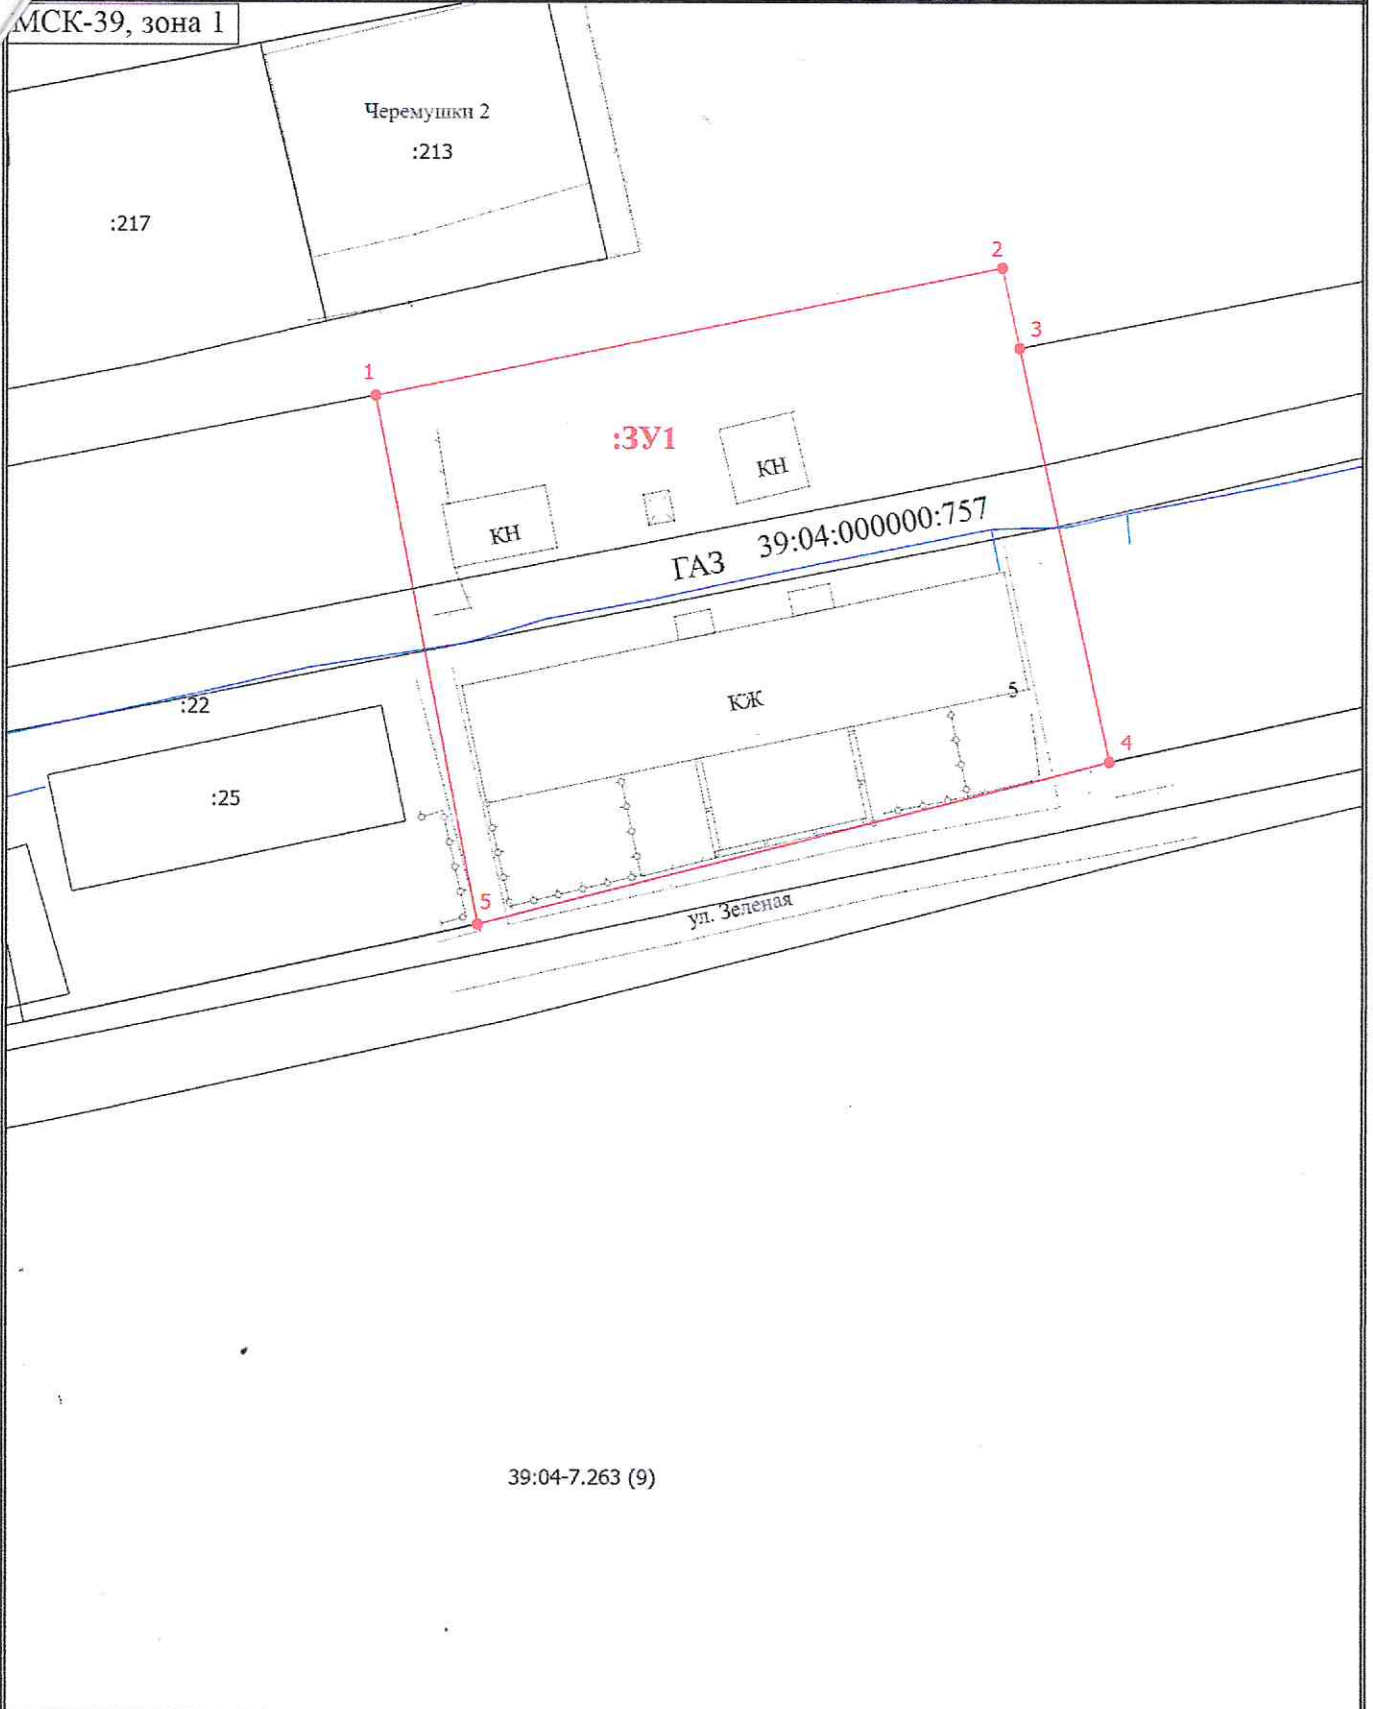 МСК-39, зона 1
Черемушки 2
:213
:217
2
3
1
:ЗУ1
КН
КН
39:04:000000:757
ГАЗ
КЖ
5
:22
4
:25
5
ул. Зеленая
39:04-7.263 (9)